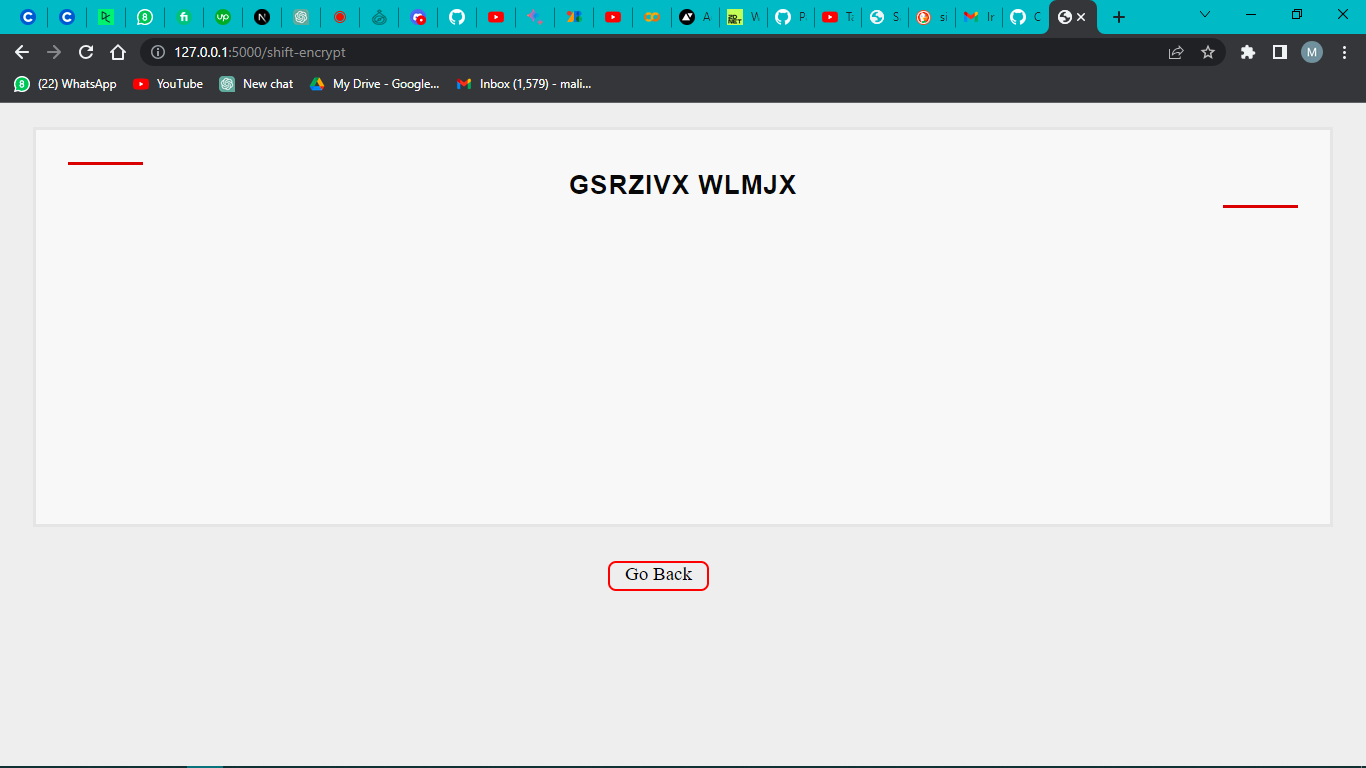 A W P T S si Ir C
127.0.0.1:5000/shift-encrypt M
(22) WhatsApp YouTube New chat My Drive - Google... Inbox (1,579) - mali...
GSRZIVX WLMJX
Go Back